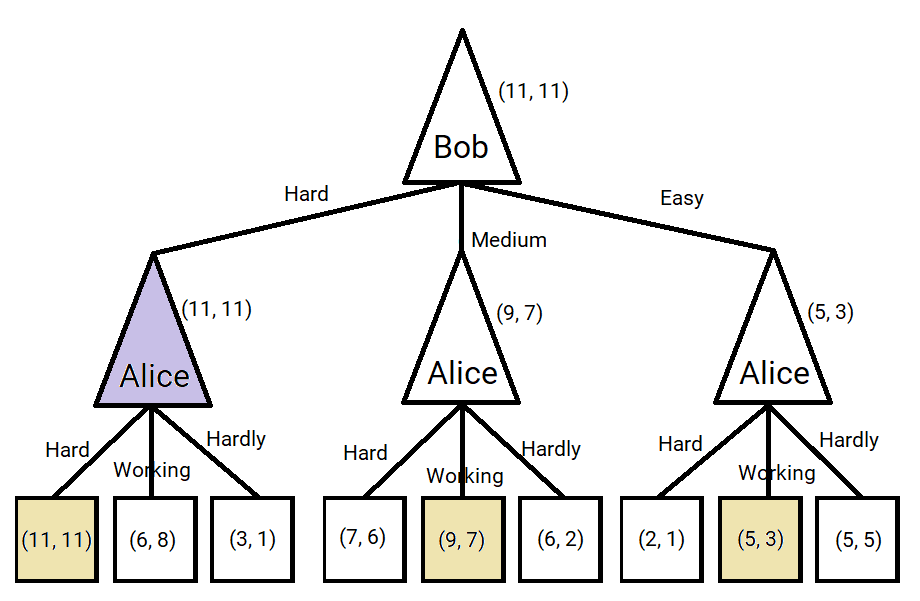 (11, 11)
Bob
Hard
Easy
Medium
(11, 11)
(9, 7)
(5, 3)
Alice
Alice
Alice
Hard
Working
Hardly
Hard
Working
Hardly
Hard
Working
Hardly
(11, 11)
(6, 8)
(3, 1)
(7, 6)
(9, 7)
(6, 2)
(2, 1)
(5, 3)
(5, 5)